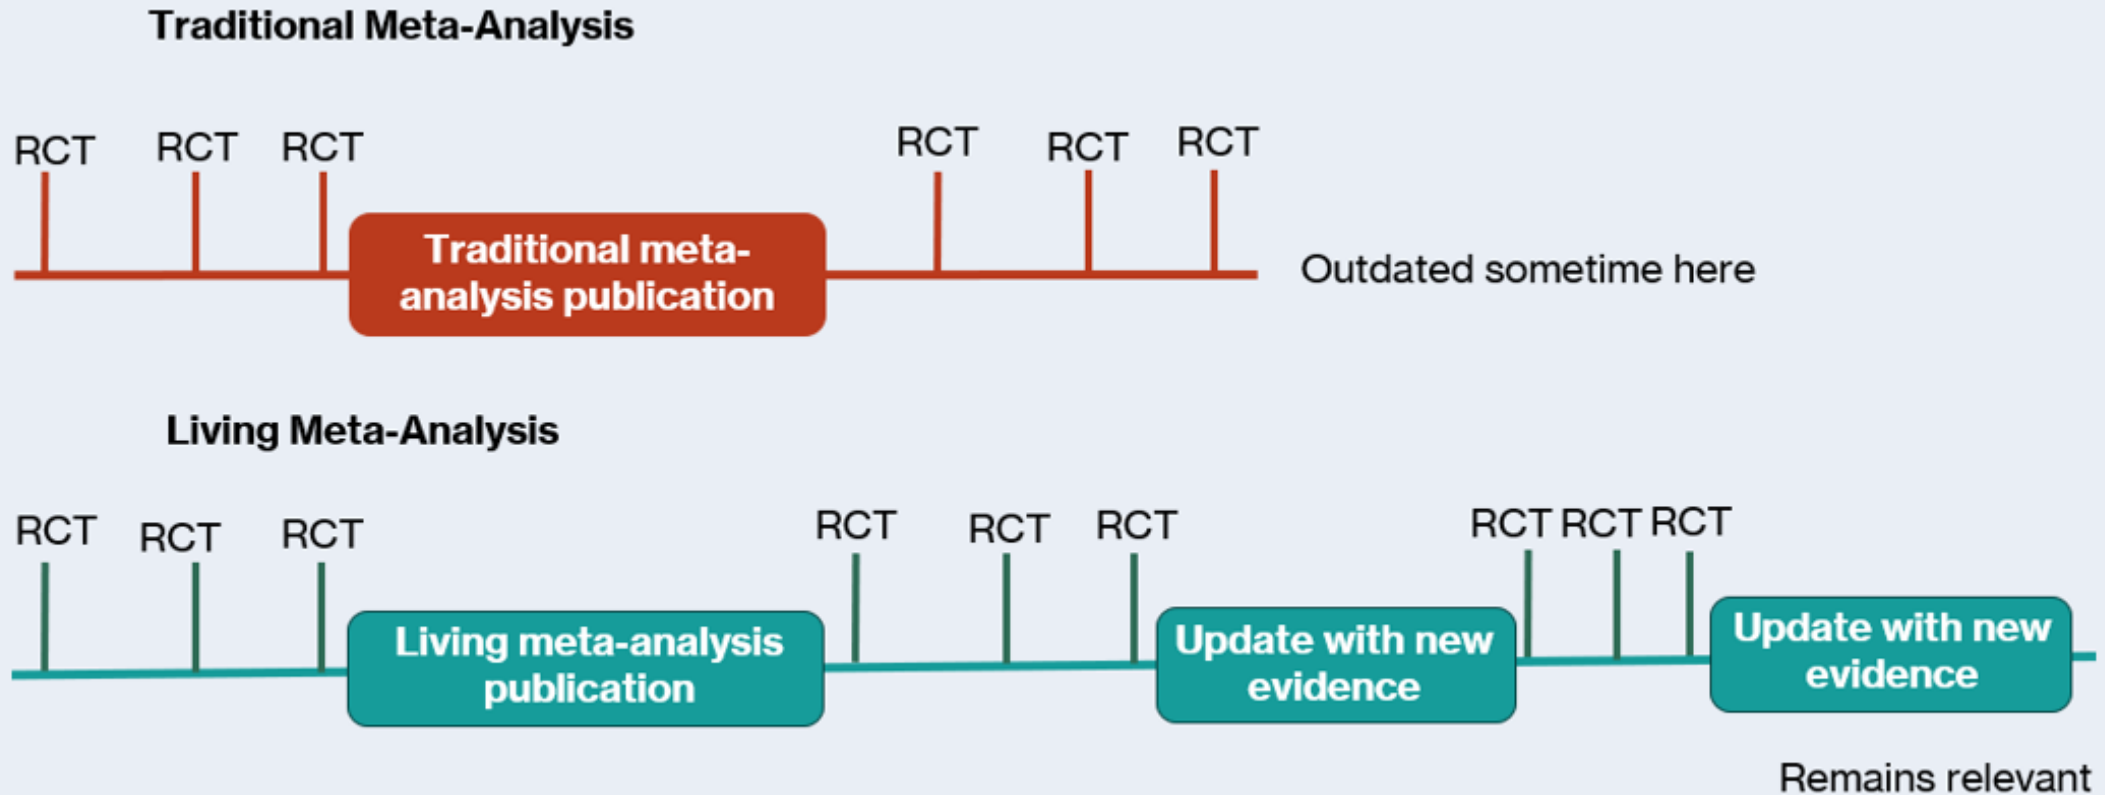 Traditional Meta-Analysis
RCT RCT RCT RCT RCT RCT
Traditional meta-
analysis publication
Outdated sometime here
Living Meta-Analysis
RCT RCT RCT RCT RCT RCT RCT RCT RCT
Living meta-analysis
publication
Update with new
evidence
Update with new
evidence
Remains relevant